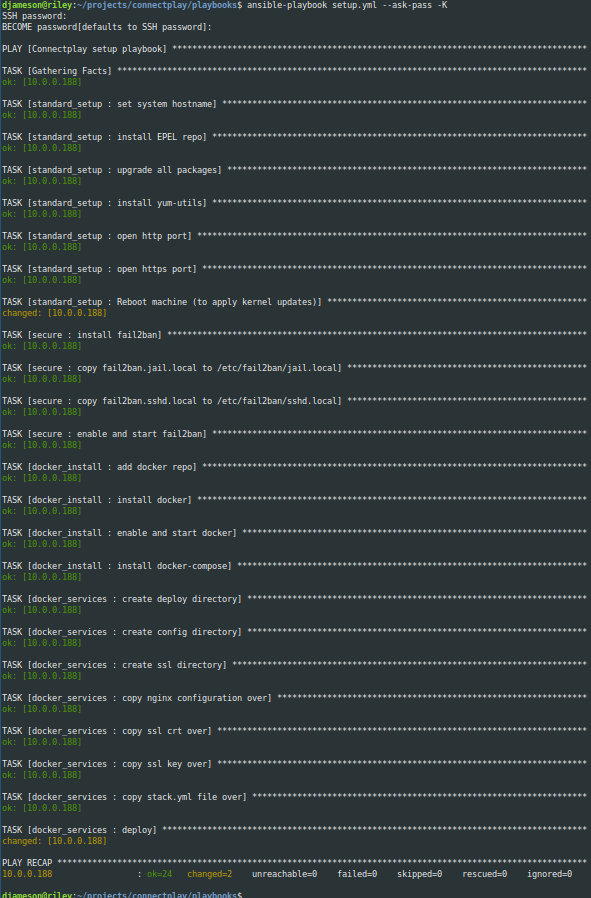 djameson@riley:~/projects/connectplay/playbooks$ ansible-playbook setup.yml --ask-pass -K
SSH password:
BECOME password[defaults to SSH password]:
PLAY [Connectplay setup playbook] ***********************************************************************************
TASK [Gathering Facts] **********************************************************************************************
ok: [10.0.0.188]
TASK [standard_setup : set system hostname] *************************************************************************
ok: [10.0.0.188]
TASK [standard_setup : install EPEL repo] ***************************************************************************
ok: [10.0.0.188]
TASK [standard_setup : upgrade all packages] ************************************************************************
ok: [10.0.0.188]
TASK [standard_setup : install yum-utils] ***************************************************************************
ok: [10.0.0.188]
TASK [standard_setup : open http port] ******************************************************************************
ok: [10.0.0.188]
TASK [standard_setup : open https port] *****************************************************************************
ok: [10.0.0.188]
TASK [standard_setup : Reboot machine (to apply kernel updates)] ****************************************************
changed: [10.0.0.188]
TASK [secure : install fail2ban] ************************************************************************************
ok: [10.0.0.188]
TASK [secure : copy fail2ban.jail.local to /etc/fail2ban/jail.local] ************************************************
ok: [10.0.0.188]
TASK [secure : copy fail2ban.sshd.local to /etc/fail2ban/sshd.local] ************************************************
ok: [10.0.0.188]
TASK [secure : enable and start fail2ban] ***************************************************************************
ok: [10.0.0.188]
TASK [docker_install : add docker repo] *****************************************************************************
ok: [10.0.0.188]
TASK [docker_install : install docker] ******************************************************************************
ok: [10.0.0.188]
TASK [docker_install : enable and start docker] *********************************************************************
ok: [10.0.0.188]
TASK [docker_install : install docker-compose] **********************************************************************
ok: [10.0.0.188]
TASK [docker_services : create deploy directory] ********************************************************************
ok: [10.0.0.188]
TASK [docker_services : create config directory] ********************************************************************
ok: [10.0.0.188]
TASK [docker_services : create ssl directory] ***********************************************************************
ok: [10.0.0.188]
TASK [docker_services : copy nginx configuration over] **************************************************************
ok: [10.0.0.188]
TASK [docker_services : copy ssl crt over] **************************************************************************
ok: [10.0.0.188]
TASK [docker_services : copy ssl key over] **************************************************************************
ok: [10.0.0.188]
TASK [docker_services : copy stack.yml file over] *******************************************************************
ok: [10.0.0.188]
TASK [docker_services : deploy] *************************************************************************************
changed: [10.0.0.188]
PLAY RECAP **********************************************************************************************************
10.0.0.188 : ok=24 changed=2 unreachable=0 failed=0 skipped=0 rescued=0 ignored=0
djameson@riley:~/projects/connectplay/playbooks$